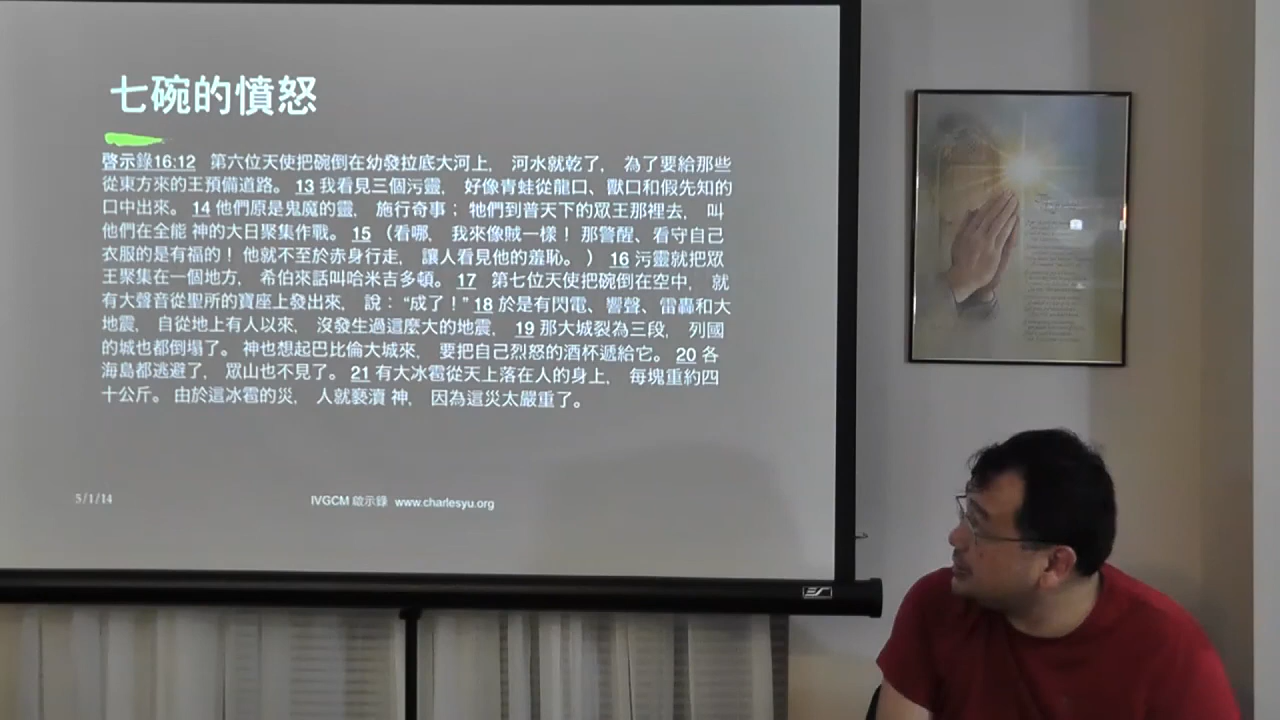 七碗的憤怒
啓示錄16:12 第六位天使把碗倒在幼發拉底大河上， 河水就乾了， 為了要給那些
從東方來的王預備道路。 13 我看見三個污靈， 好像青蛙從龍口、獸口和假先知的
口中出來。 14 他們原是鬼魔的靈， 施行奇事； 牠們到普天下的眾王那裡去， 叫
他們在全能 神的大日聚集作戰。 15 （看哪， 我來像賊一樣！ 那警醒、看守自己
衣服的是有福的！ 他就不至於赤身行走， 讓人看見他的羞恥。 ） 16 污靈就把眾
王聚集在一個地方， 希伯來話叫哈米吉多頓。 17 第七位天使把碗倒在空中， 就
有大聲音從聖所的寶座上發出來， 說： “成了！” 18 於是有閃電、響聲、雷轟和大
地震， 自從地上有人以來， 沒發生過這麼大的地震， 19 那大城裂為三段， 列國
的城也都倒塌了。 神也想起巴比倫大城來， 要把自己烈怒的酒杯遞給它。 20 各
海島都逃避了， 眾山也不見了。 21 有大冰雹從天上落在人的身上， 每塊重約四
十公斤。 由於這冰雹的災， 人就褻瀆 神， 因為這災太嚴重了。
5/1/14
IVGCM 啟示錄 www.charlesyu.org